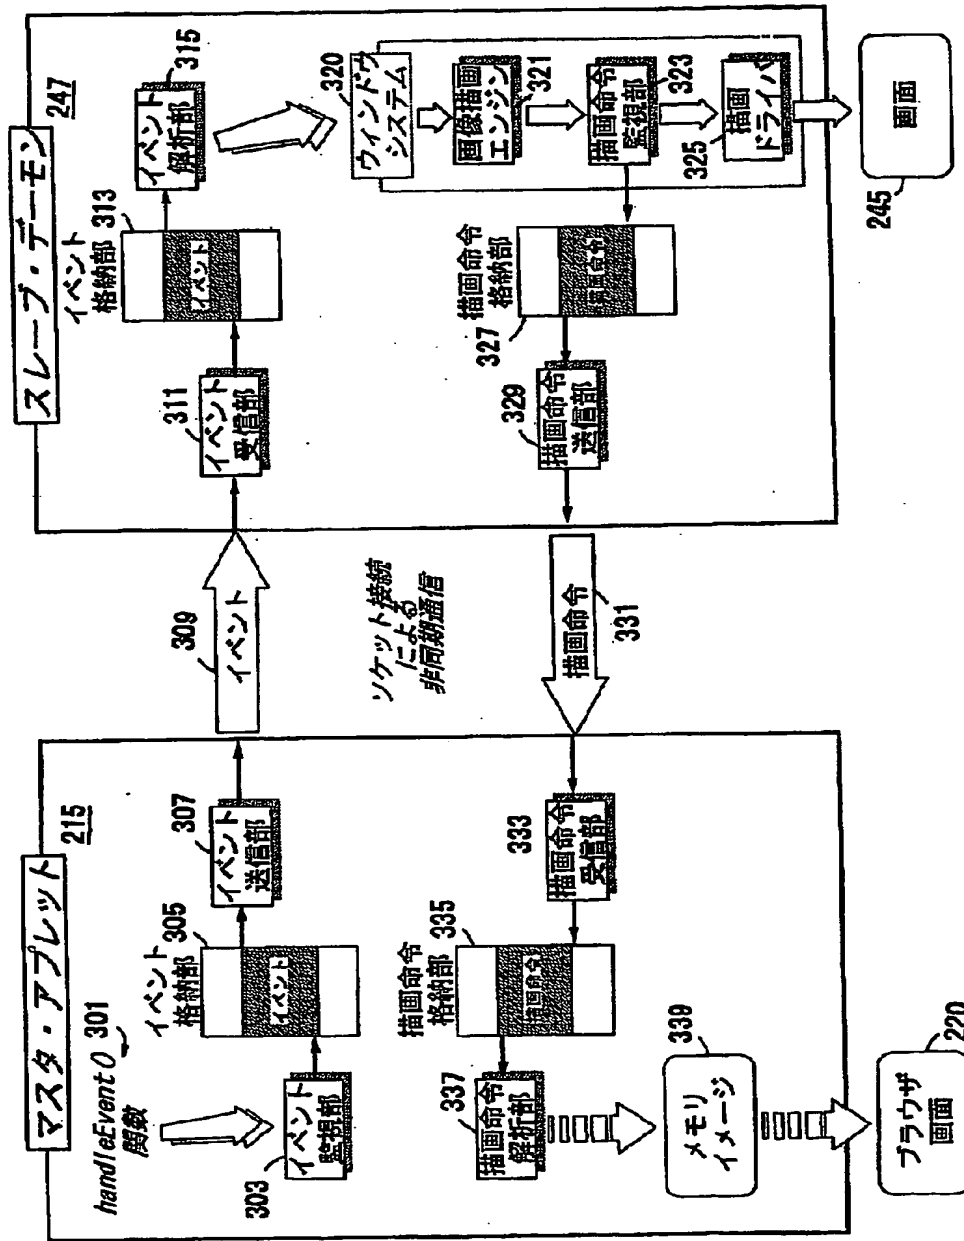 マスタ・アプレット
215
handleEvent()
関数
301
イベント
監視部
303
イベント
格納部
305
イベント
イベント
送信部
307
イベント
309
ソケット接続
による
非同期通信
スレーブ・デーモン
247
イベント
受信部
311
イベント
格納部
313
イベント
イベント
解析部
315
ウィンドウ
システム
320
画像描画
エンジン
321
描画命令
監視部
323
描画
ドライバ
325
画面
245
描画命令
格納部
327
描画命令
描画命令
送信部
329
描画命令
331
描画命令
受信部
333
描画命令
格納部
335
描画命令
描画命令
解析部
337
メモリ
イメージ
339
ブラウザ
画面
220